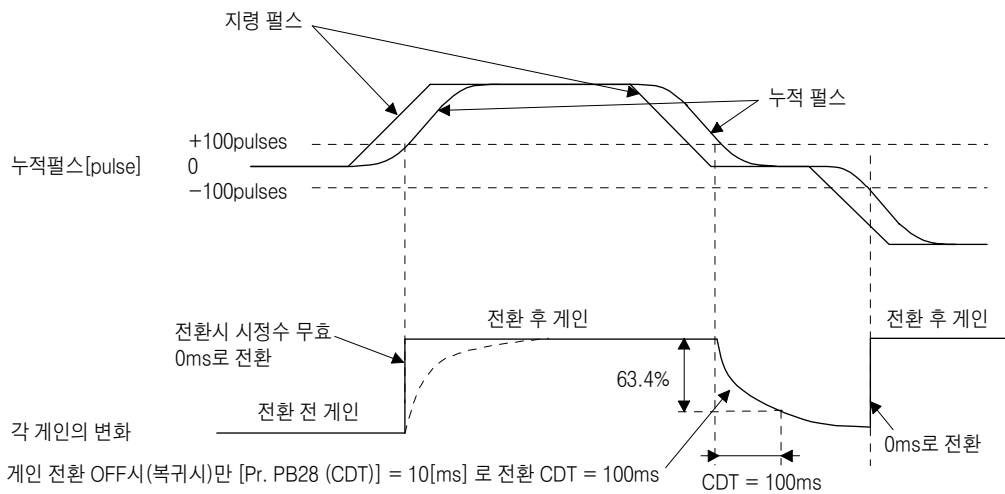 지령 펄스
누적 펄스
+100pulses
누적펄스[pulse] 0
−100pulses
전환시 시정수 무효
0ms로 전환
전환 후 게인
전환 후 게인
63.4%
전환 전 게인
각 게인의 변화
0ms로 전환
게인 전환 OFF시(복귀시)만 [Pr. PB28 (CDT)] = 10[ms] 로 전환 CDT = 100ms
CDT = 100ms